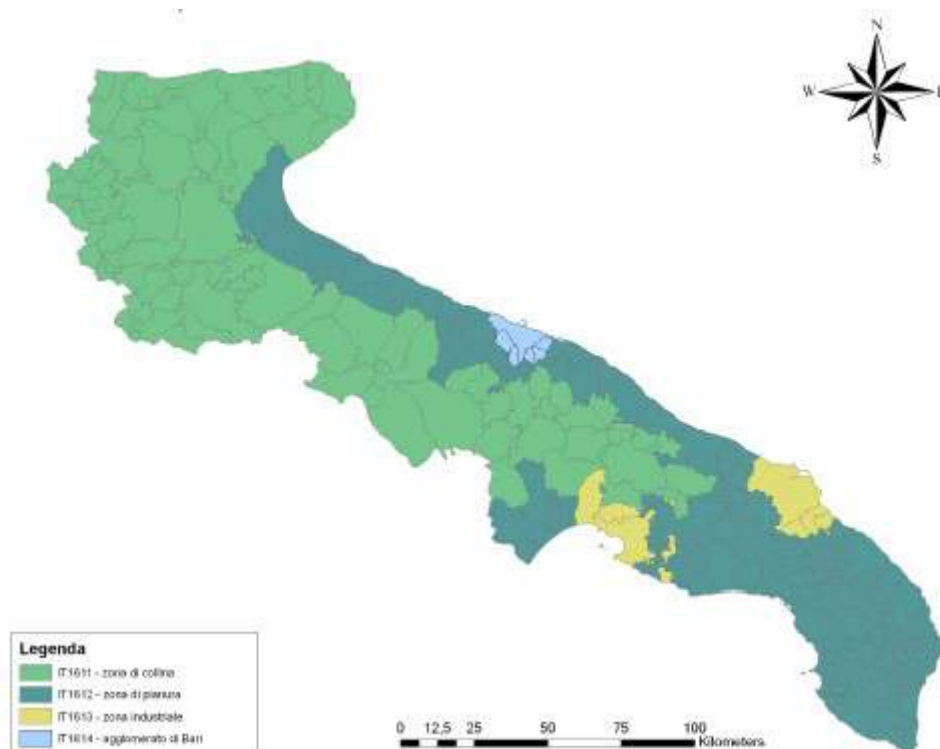 N
W
E
S
Legenda
IT1611 - zona di collina
IT1612 - zona di pianura
IT1613 - zona industriale
IT1614 - agglomerato di Bari
0 12,5 25 50 75 100
Kilometers